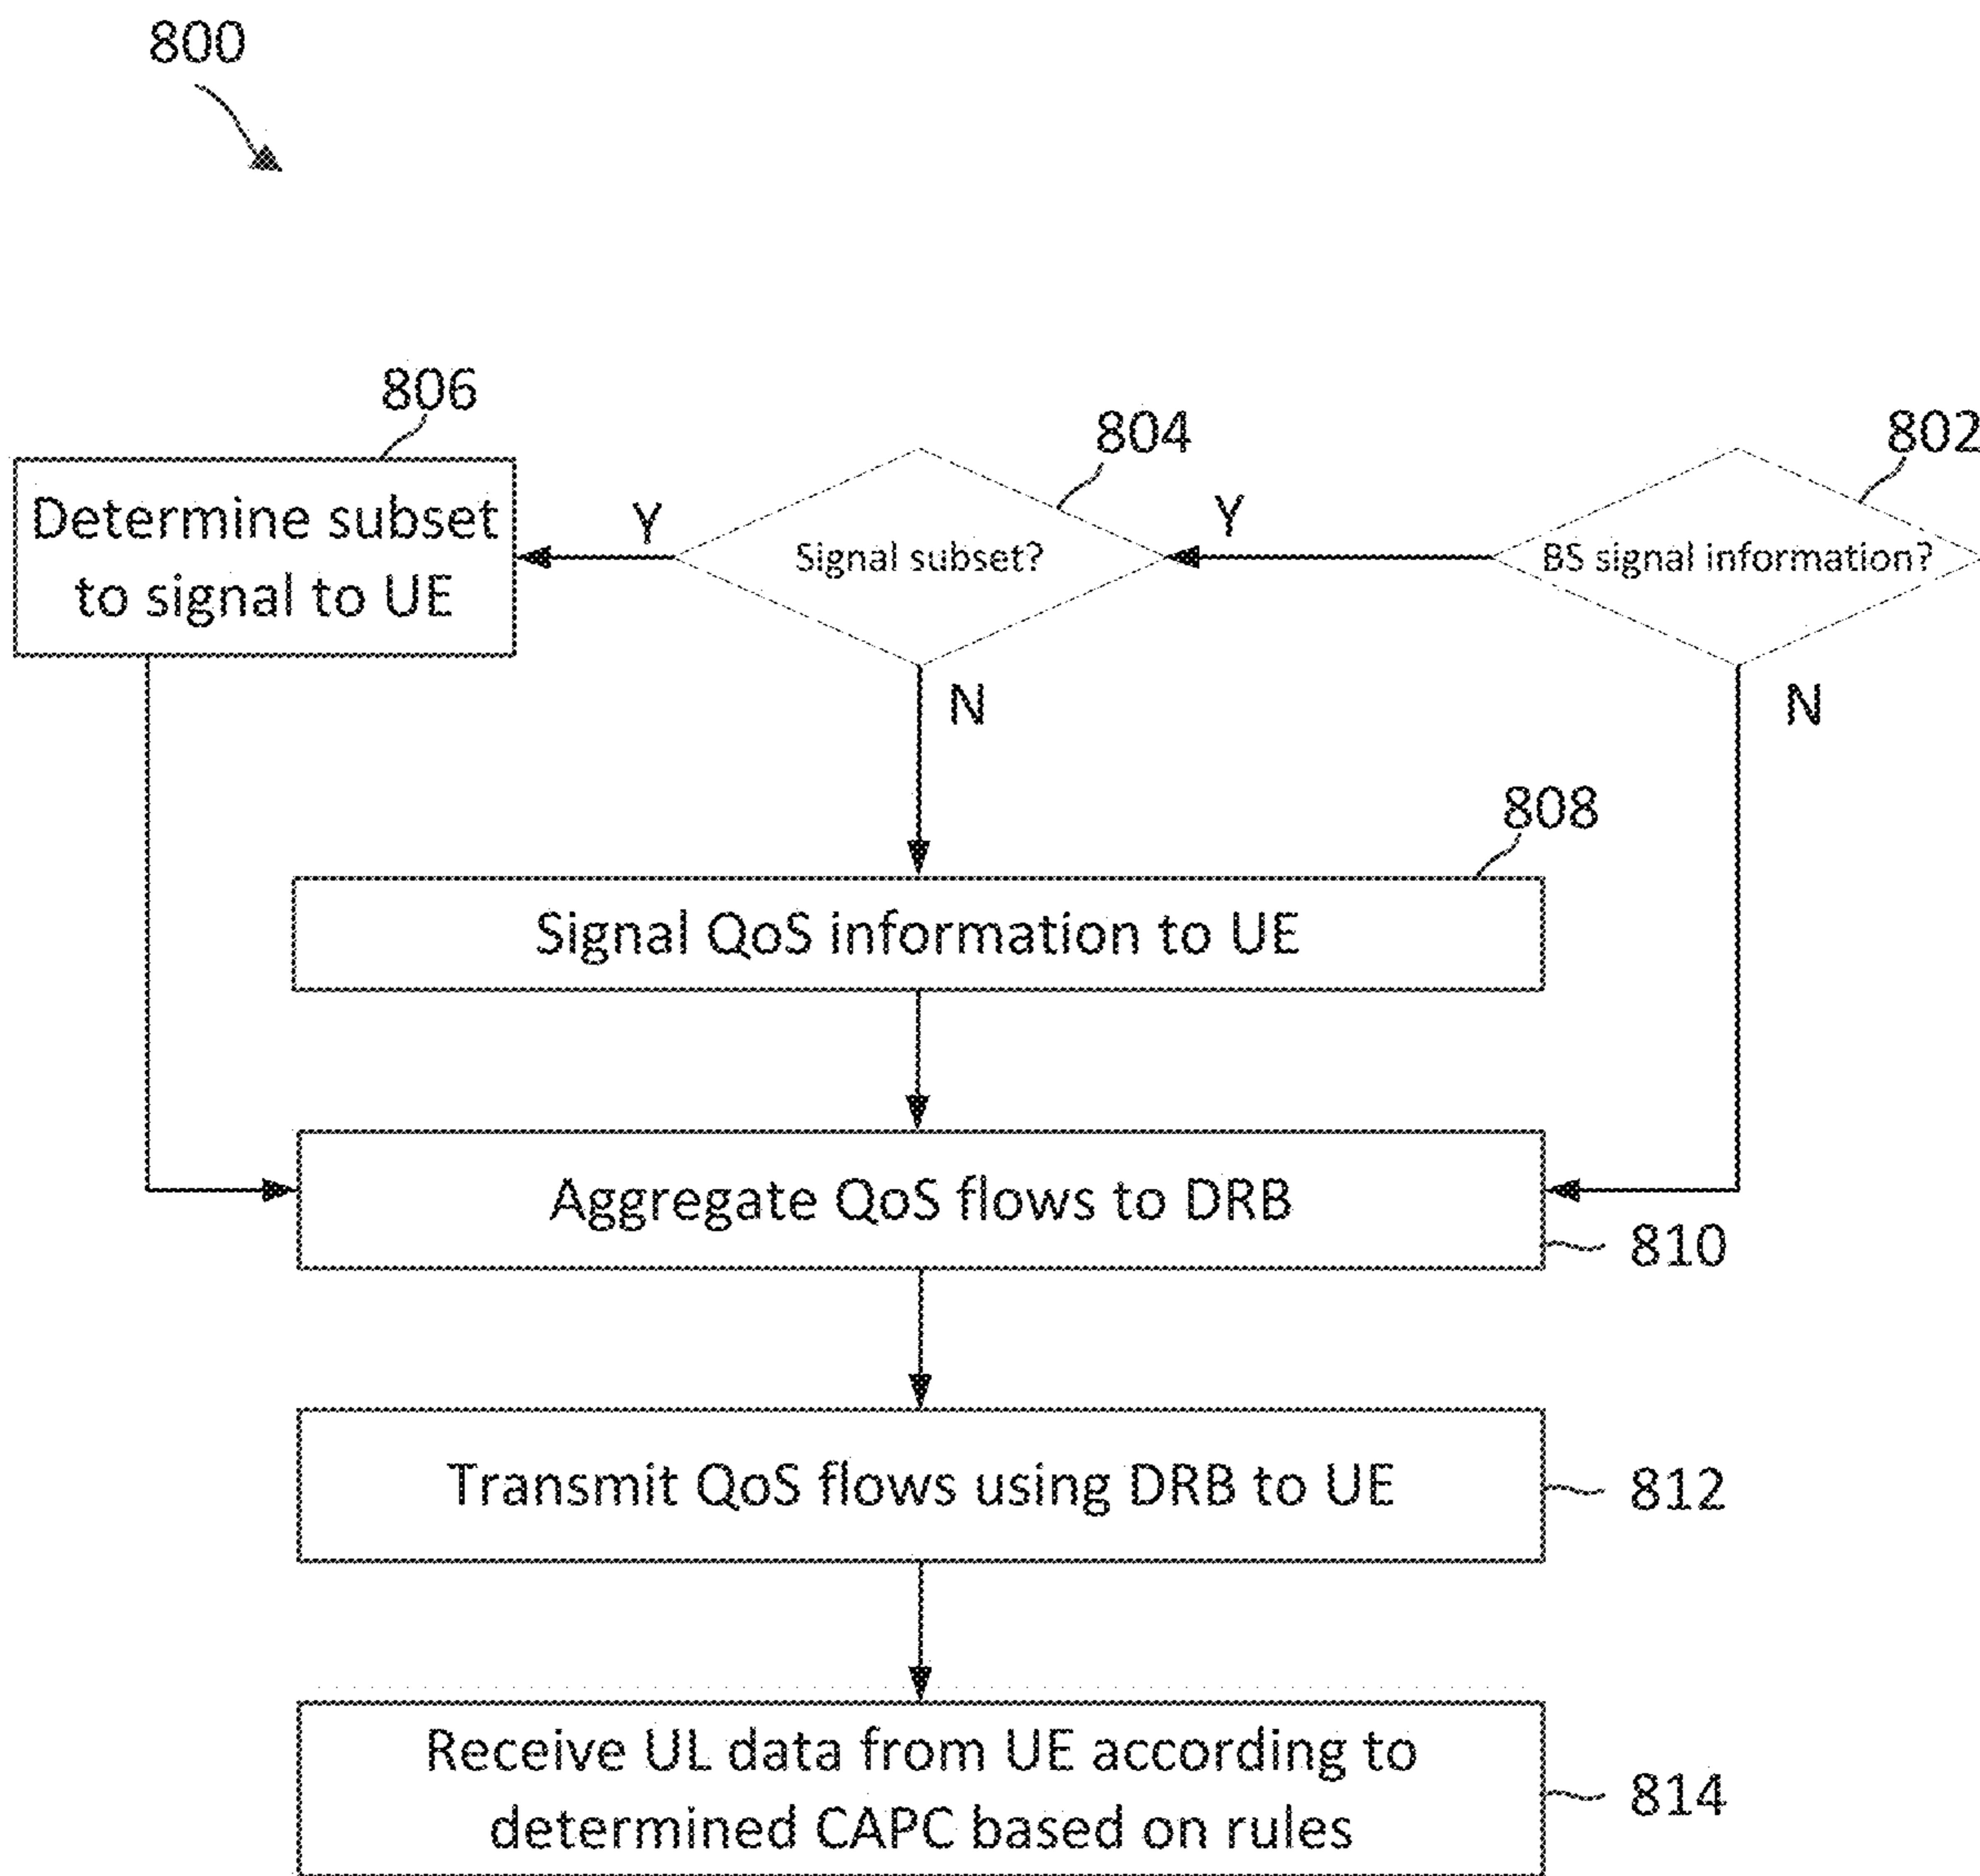 800
806
804
802
Determine subset
to signal to UE
Y
Signal subset?
Y
BS signal information?
N
N
808
Signal QoS information to UE
Aggregate QoS flows to DRB
810
Transmit QoS flows using DRB to UE
812
Receive UL data from UE according to
determined CAPC based on rules
814